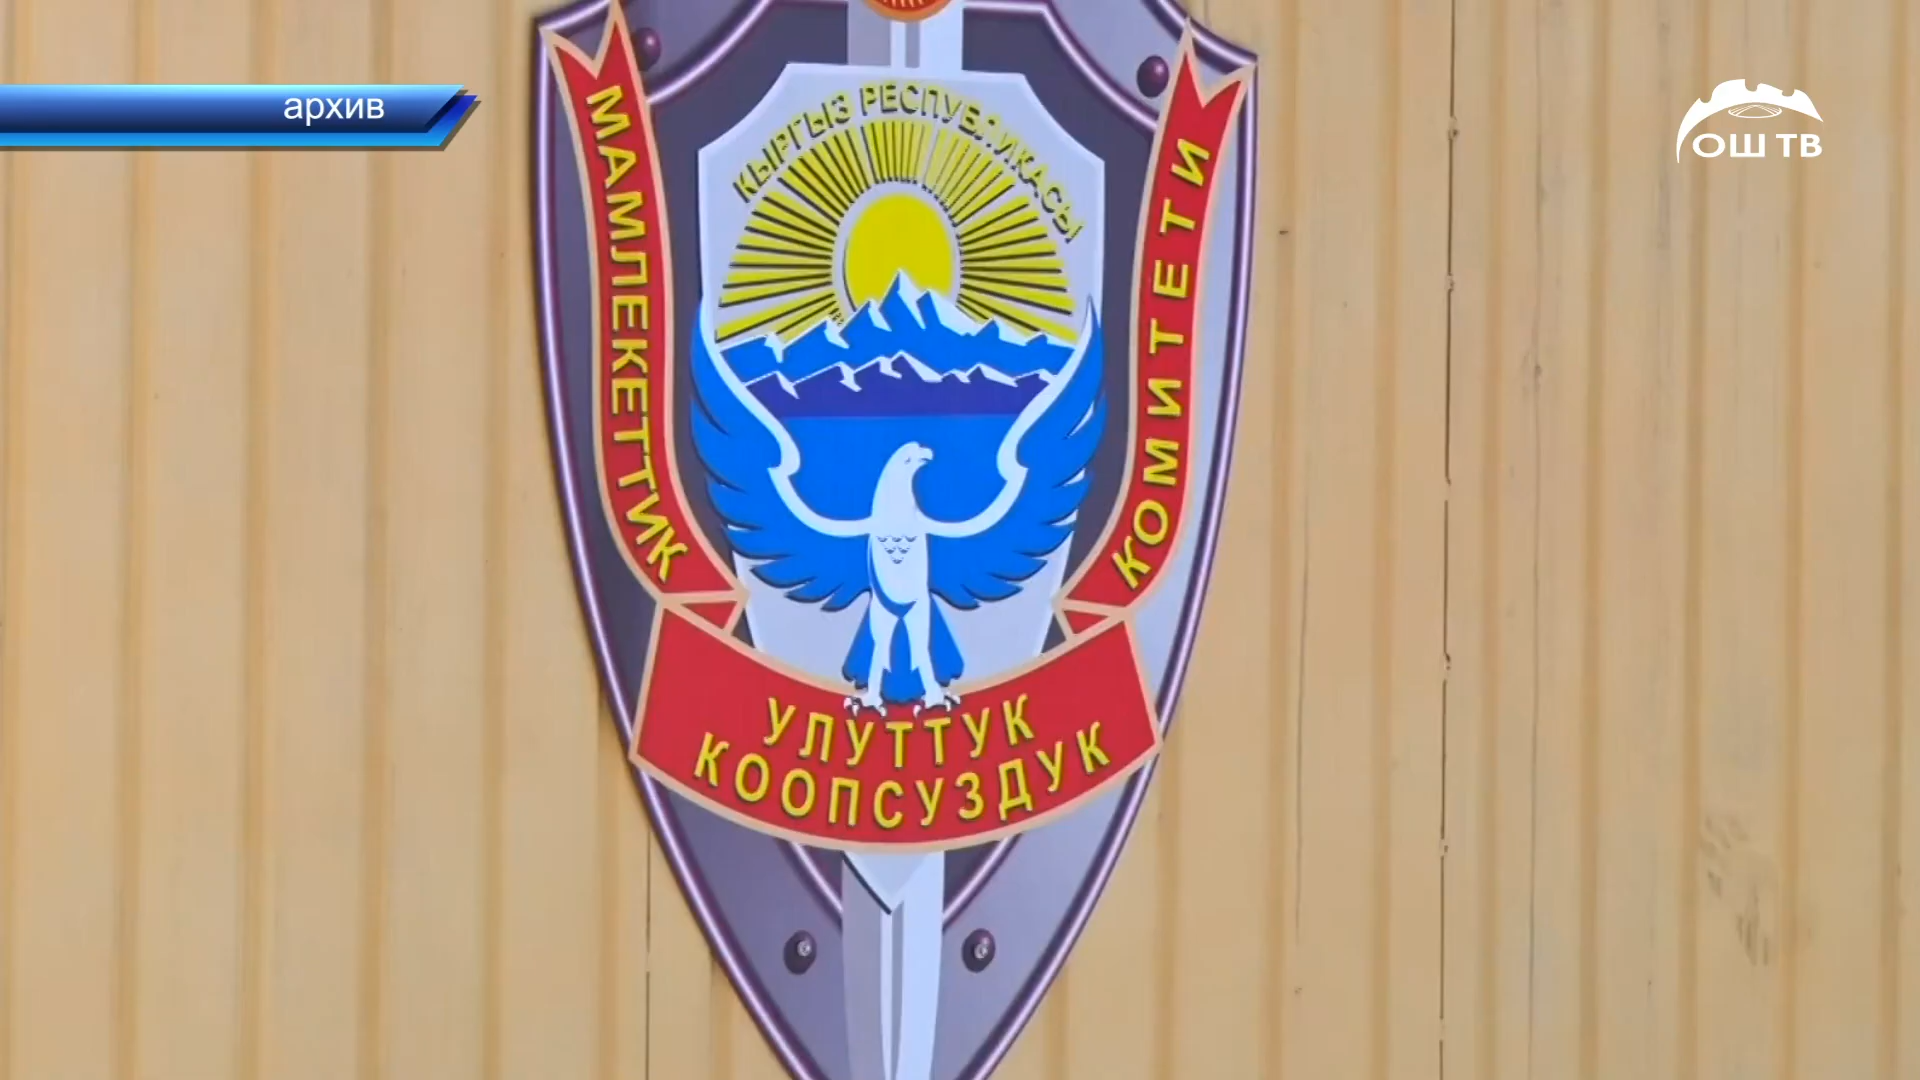 архив
ОШ ТВ
КЫРГЫЗ РЕСПУБЛИКАСЫ
МАМЛЕКЕТТИК
УЛУТТУК
КООПСУЗДУК
КОМИТЕТИ